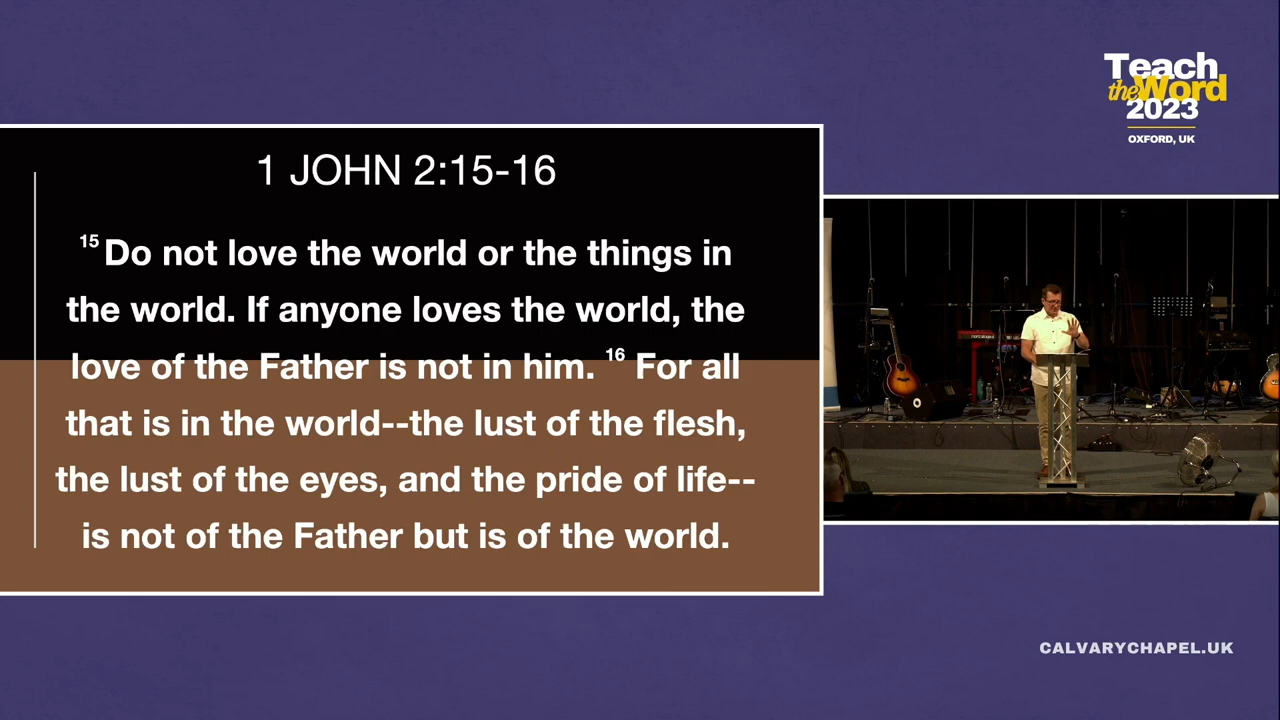 Teach
the Word
2023
OXFORD, UK
1 JOHN 2:15-16
15 Do not love the world or the things in
the world. If anyone loves the world, the
love of the Father is not in him. 16 For all
that is in the world--the lust of the flesh,
the lust of the eyes, and the pride of life--
is not of the Father but is of the world.
CALVARYCHAPEL.UK